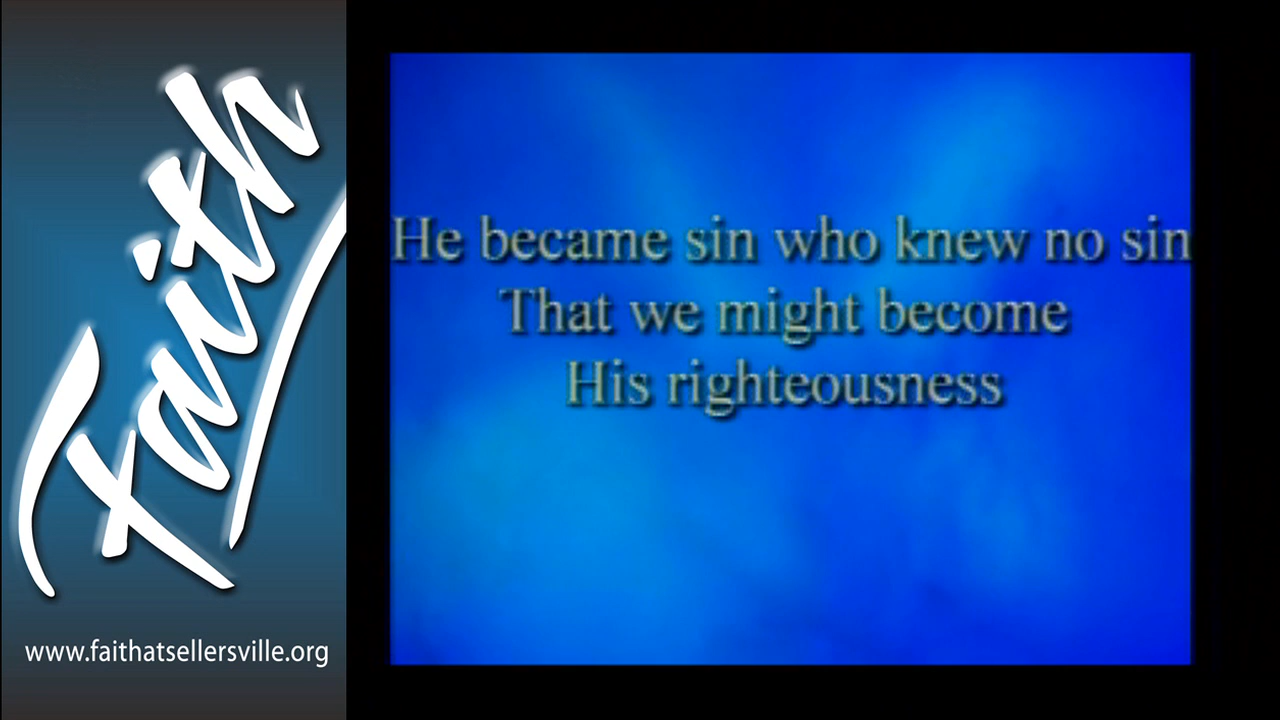 Faith
www.faithatsellersville.org
He became sin who knew no sin
That we might become
His righteousness